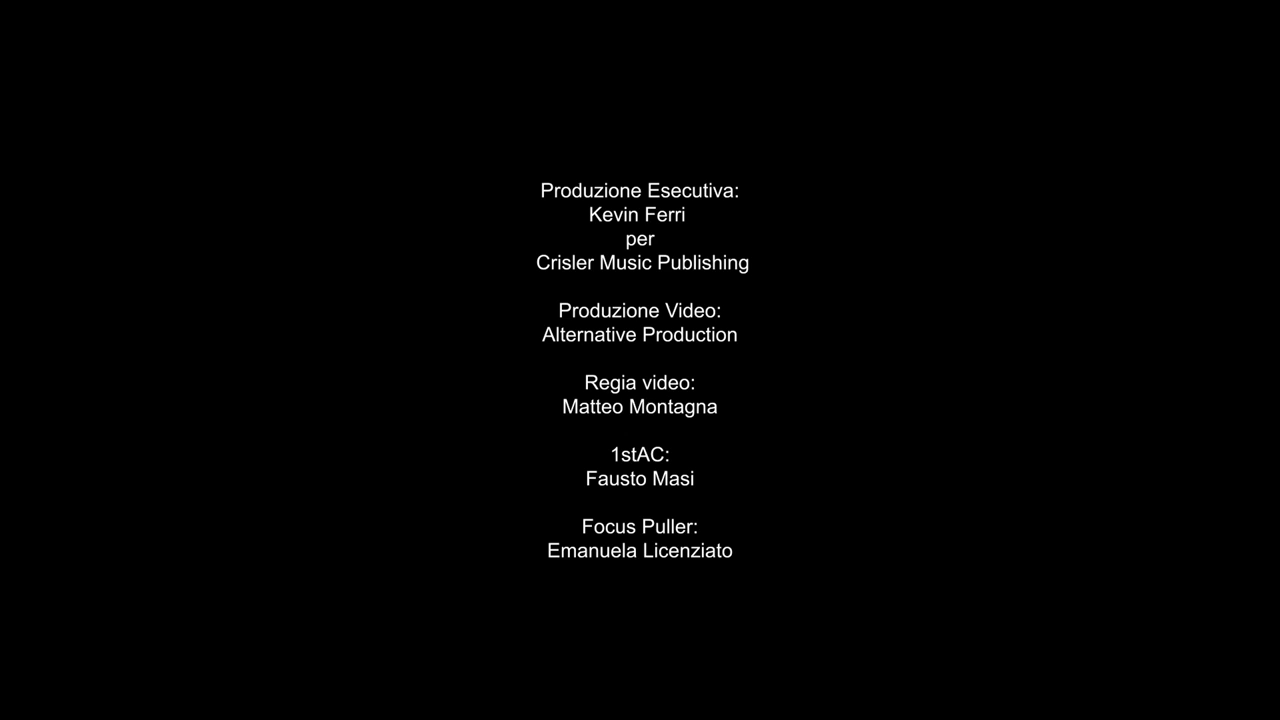 Produzione Esecutiva:
Kevin Ferri
per
Crisler Music Publishing
Produzione Video:
Alternative Production
Regia video:
Matteo Montagna
1stAC:
Fausto Masi
Focus Puller:
Emanuela Licenziato